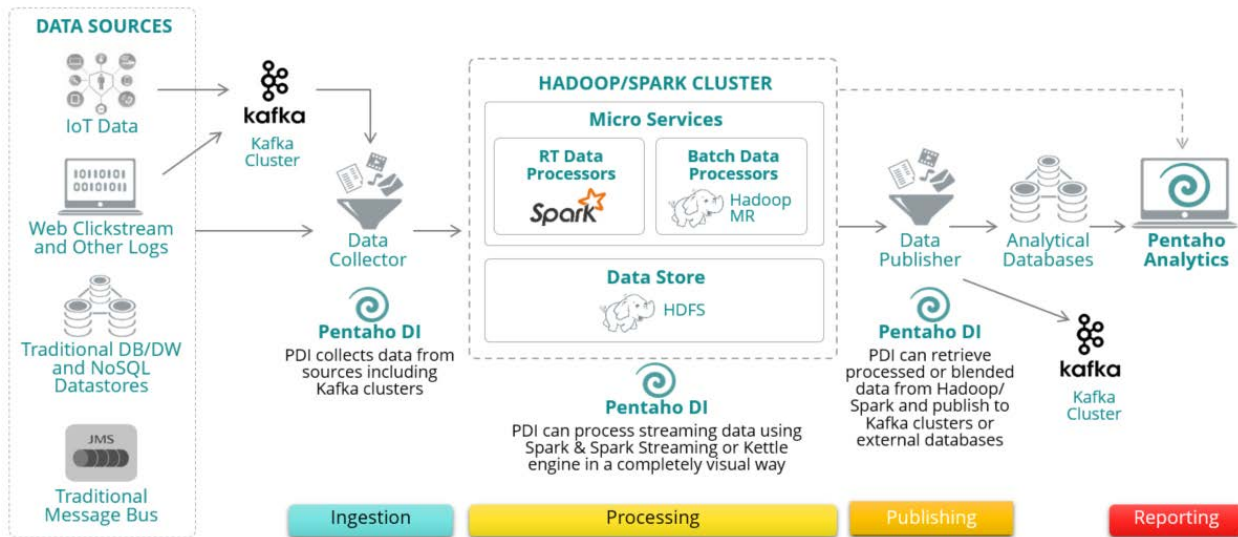 DATA SOURCES
IoT Data
01011010
0010101
Web Clickstream
and Other Logs
Traditional DB/DW
and NoSQL
Datastores
JMS
Traditional
Message Bus
kafka
Kafka
Cluster
Data
Collector
Pentaho DI
PDI collects data from
sources including
Kafka clusters
HADOOP/SPARK CLUSTER
Micro Services
RT Data
Processors
Spark
Batch Data
Processors
Hadoop
MR
Data Store
HDFS
Pentaho DI
PDI can process streaming data using
Spark & Spark Streaming or Kettle
engine in a completely visual way
Data
Publisher
Pentaho DI
PDI can retrieve
processed or blended
data from Hadoop/
Spark and publish to
Kafka clusters or
external databases
Analytical
Databases
Pentaho
Analytics
kafka
Kafka
Cluster
Ingestion
Processing
Publishing
Reporting